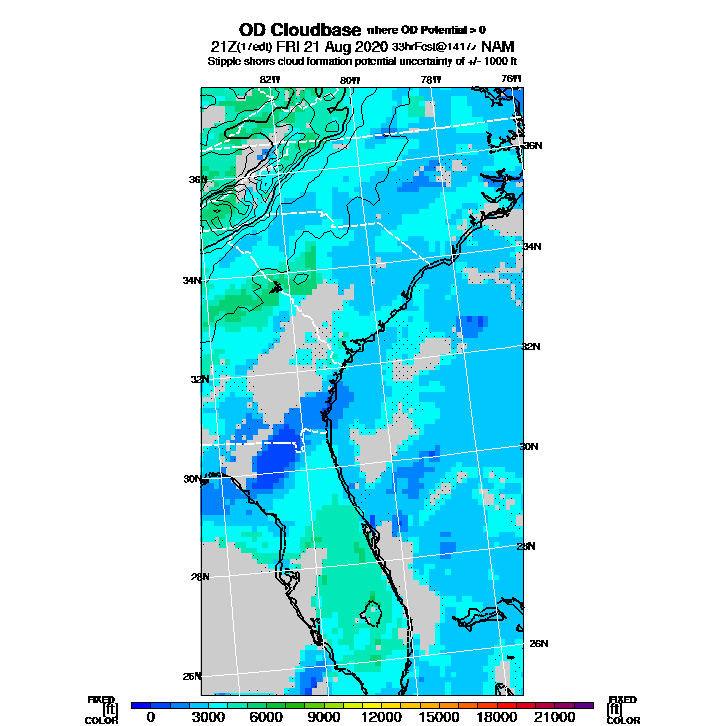 OD Cloudbase where OD Potential > 0
21Z(17edt) FRI 21 Aug 2020 33hrFcst@1417z NAM
Stipple shows cloud formation potential uncertainty of +/- 1000 ft
82W 80W 78W 76W
36N
36N
34N
34N
32N
32N
30N
30N
28N
28N
26N
26N
FIXED FIXED
[ft] [ft]
COLOR 0 3000 6000 9000 12000 15000 18000 21000 COLOR